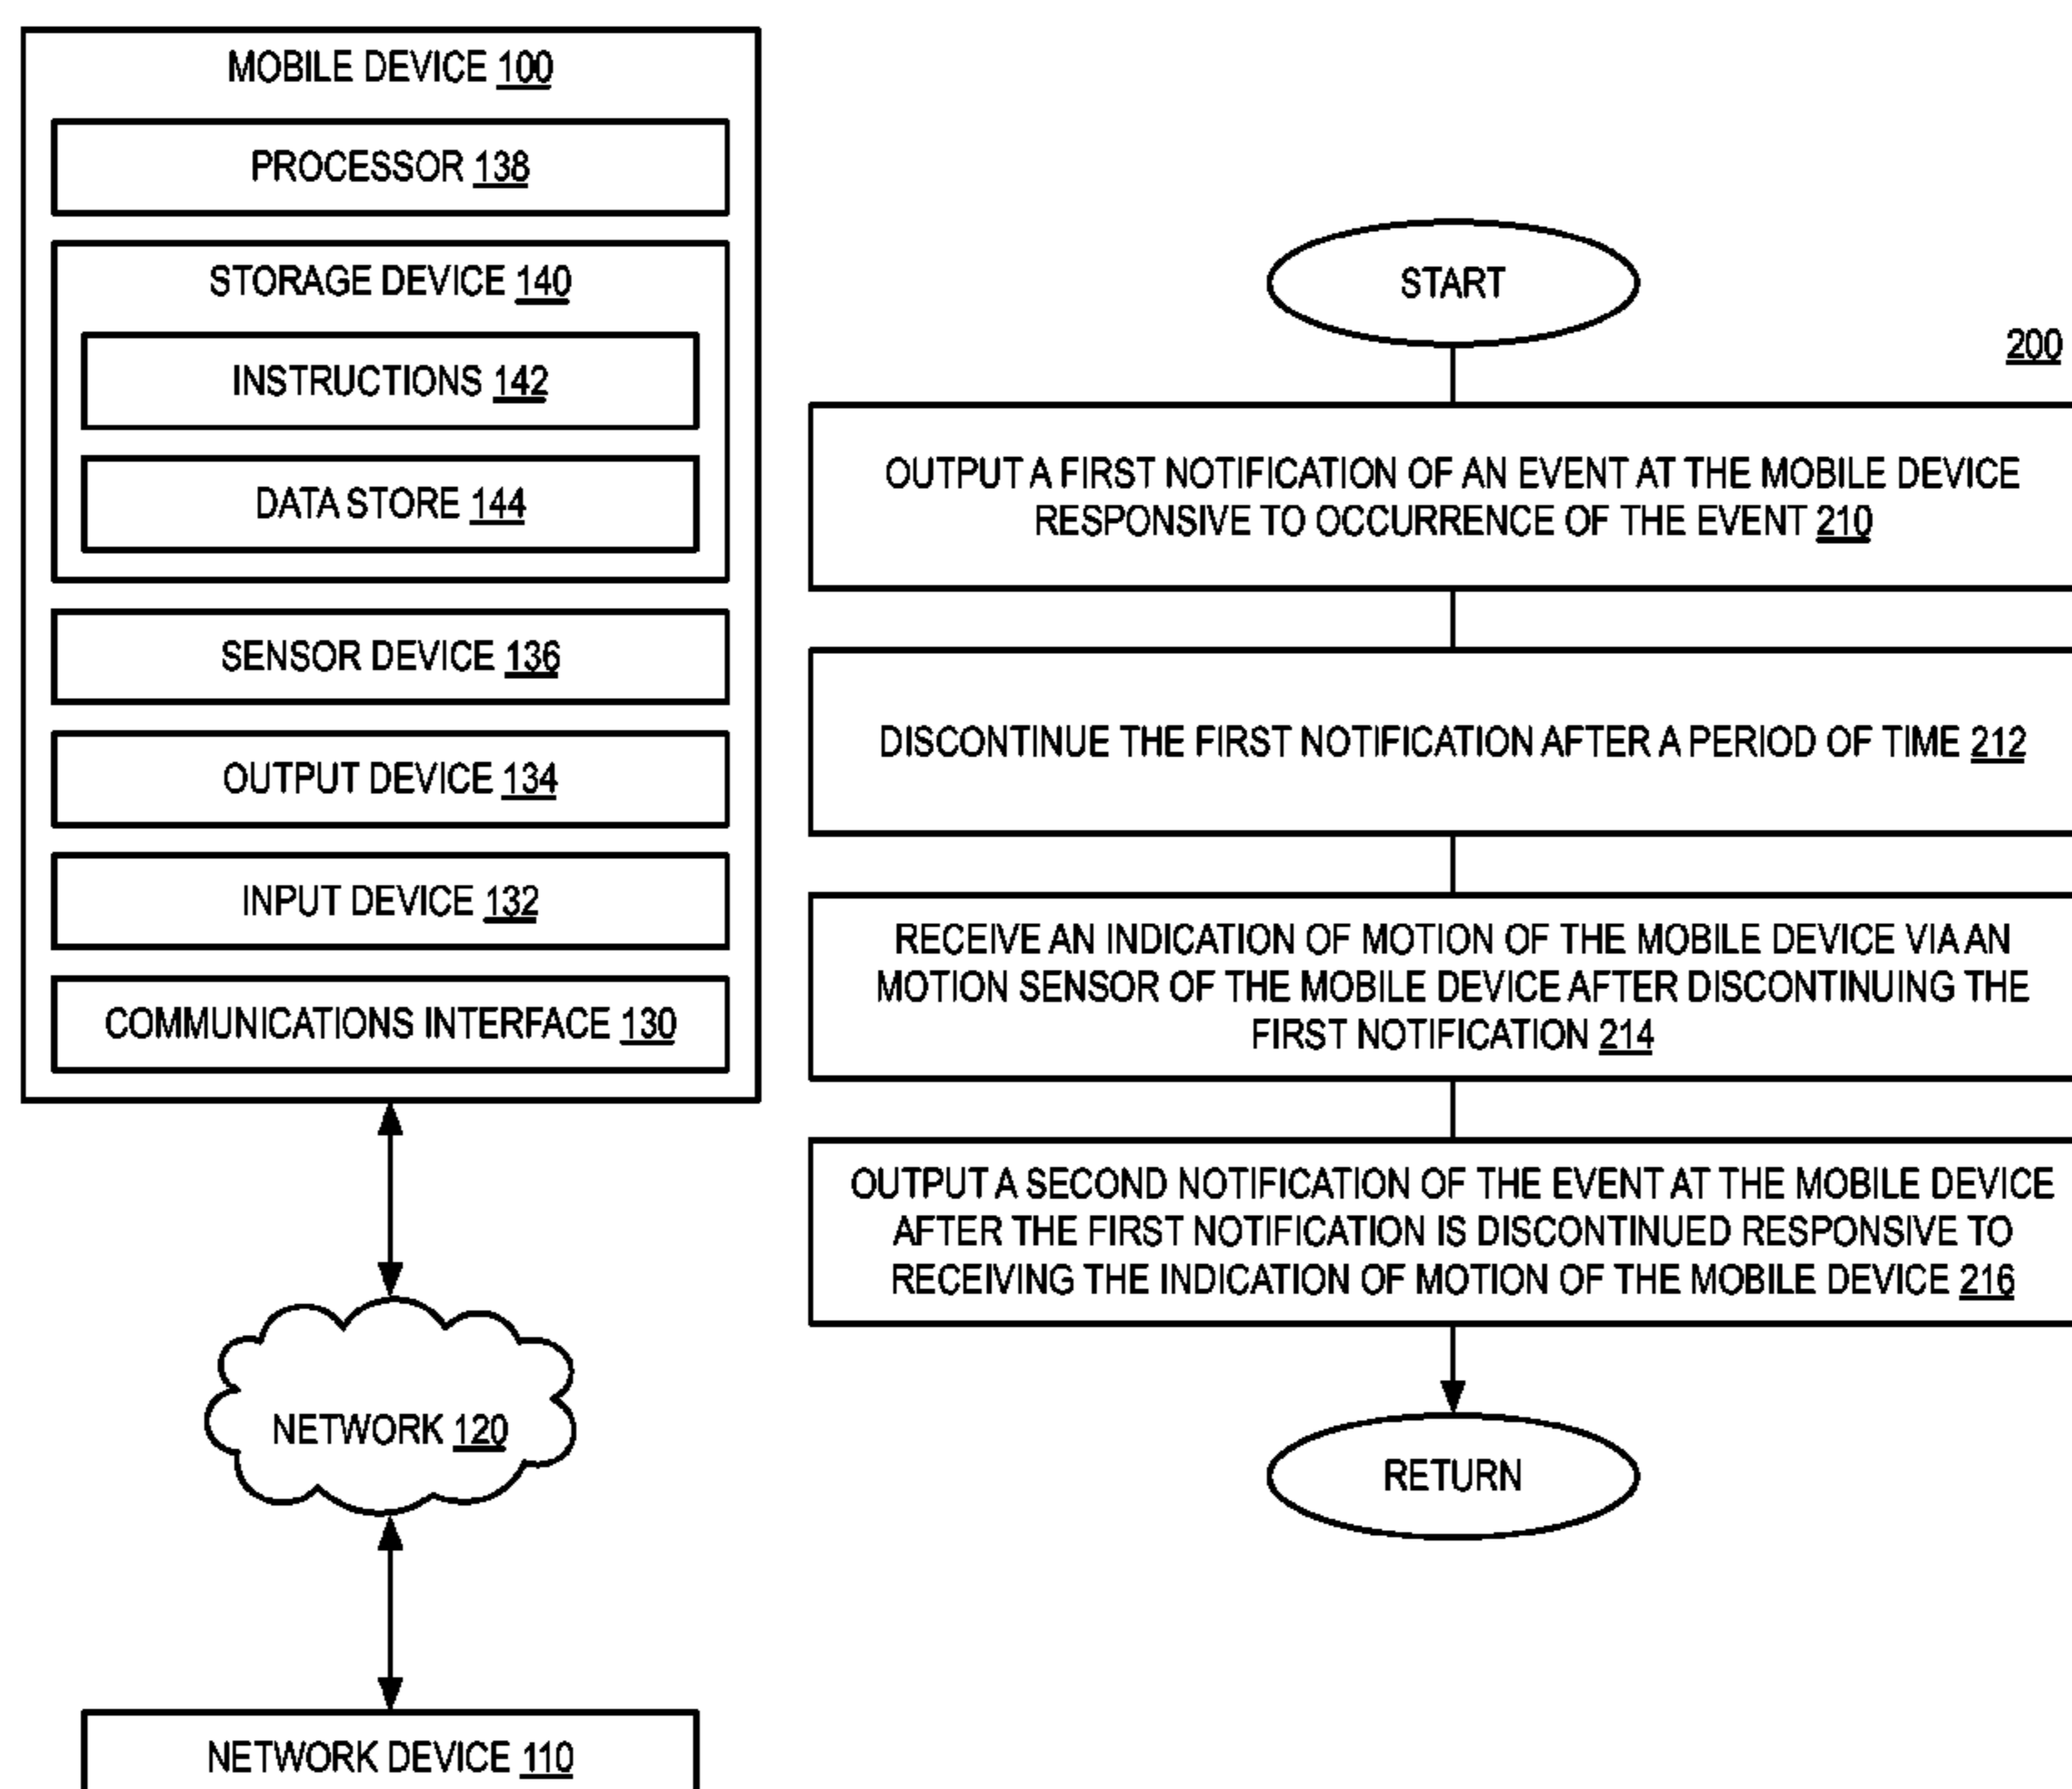 MOBILE DEVICE 100
PROCESSOR 138
STORAGE DEVICE 140
INSTRUCTIONS 142
DATA STORE 144
SENSOR DEVICE 136
OUTPUT DEVICE 134
INPUT DEVICE 132
COMMUNICATIONS INTERFACE 130
NETWORK 120
NETWORK DEVICE 110
START
200
OUTPUT A FIRST NOTIFICATION OF AN EVENT AT THE MOBILE DEVICE
RESPONSIVE TO OCCURRENCE OF THE EVENT 210
DISCONTINUE THE FIRST NOTIFICATION AFTER A PERIOD OF TIME 212
RECEIVE AN INDICATION OF MOTION OF THE MOBILE DEVICE VIA AN
MOTION SENSOR OF THE MOBILE DEVICE AFTER DISCONTINUING THE
FIRST NOTIFICATION 214
OUTPUT A SECOND NOTIFICATION OF THE EVENT AT THE MOBILE DEVICE
AFTER THE FIRST NOTIFICATION IS DISCONTINUED RESPONSIVE TO
RECEIVING THE INDICATION OF MOTION OF THE MOBILE DEVICE 216
RETURN